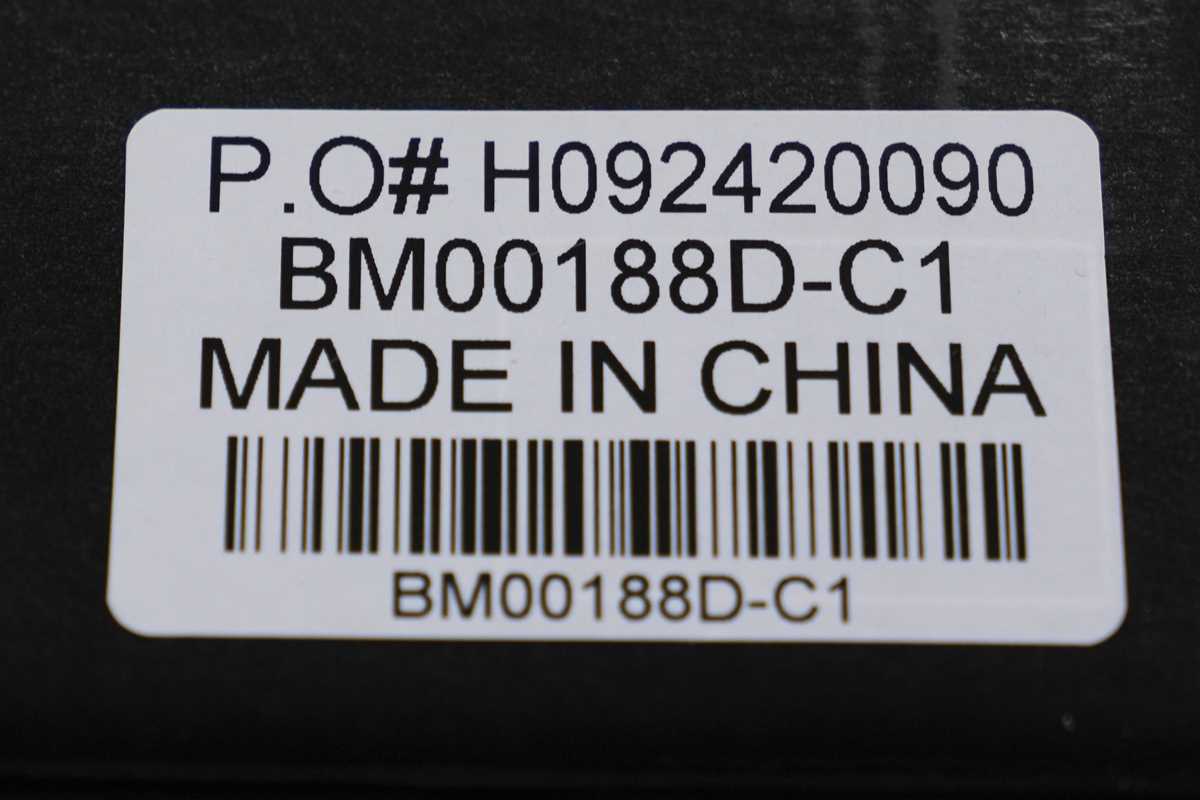 P.O# H092420090
BM00188D-C1
MADE IN CHINA
BM00188D-C1